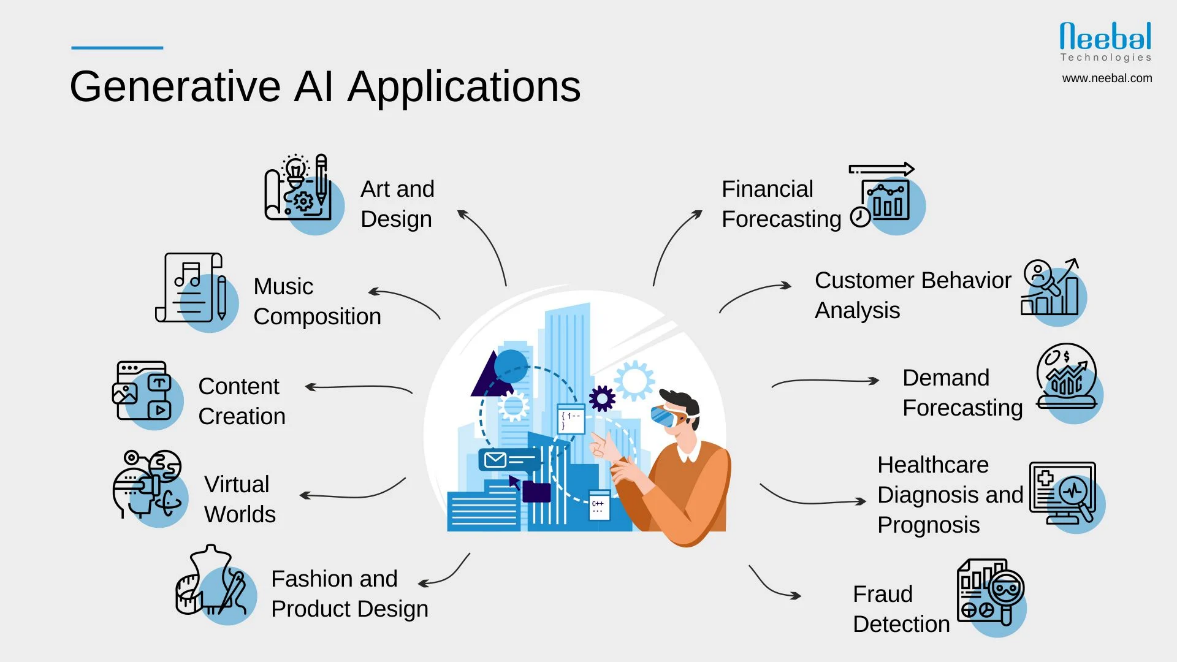 Neebal
Technologies
www.neebal.com
Generative AI Applications
Art and
Design
Music
Composition
Content
Creation
Virtual
Worlds
Fashion and
Product Design
Financial
Forecasting
Customer Behavior
Analysis
Demand
Forecasting
Healthcare
Diagnosis and
Prognosis
Fraud
Detection
{ 1--
}
C++
T
$